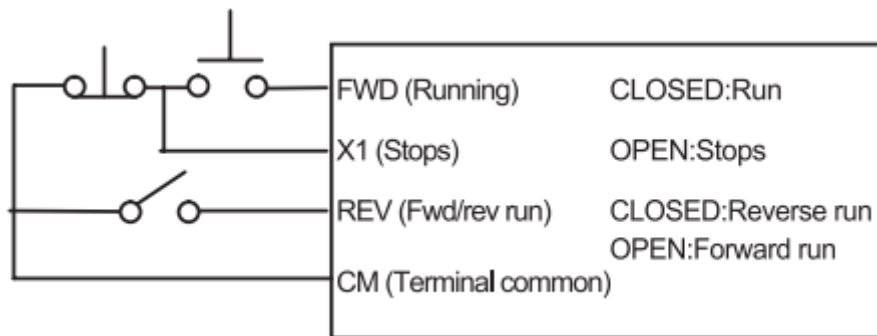 FWD (Running) CLOSED:Run
X1 (Stops) OPEN:Stops
REV (Fwd/rev run) CLOSED:Reverse run
OPEN:Forward run
CM (Terminal common)